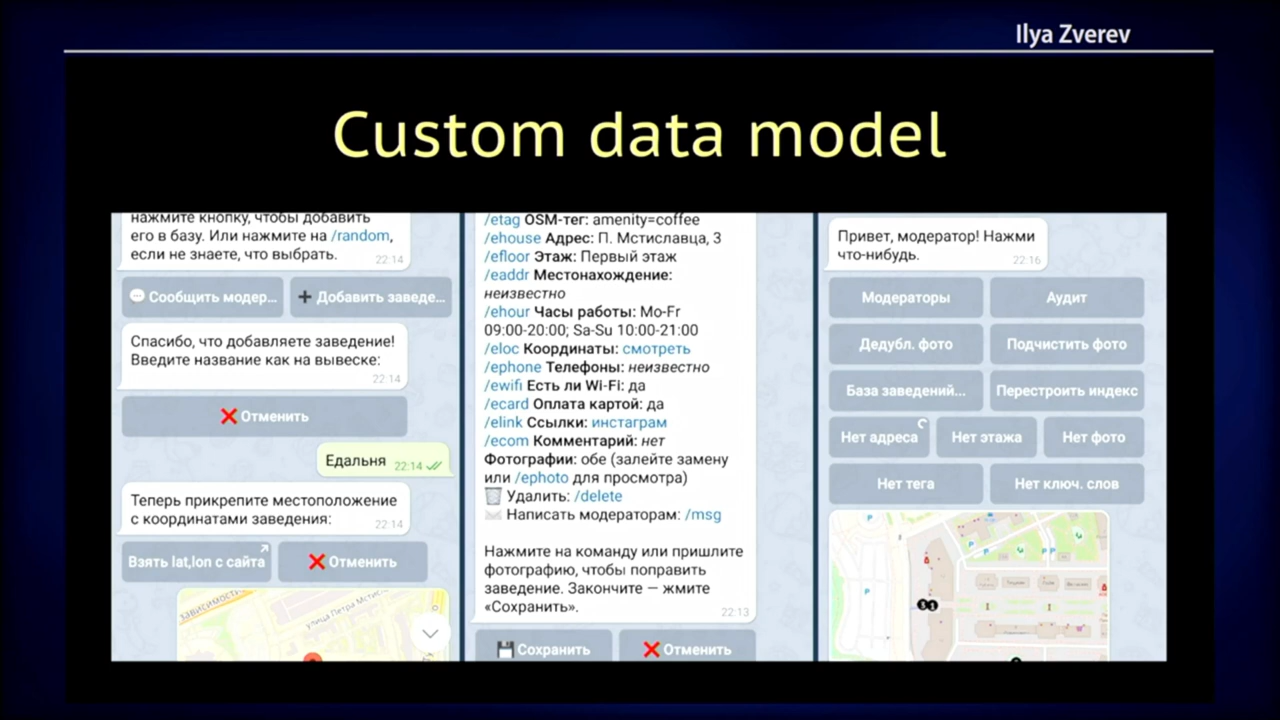 Ilya Zverev
Custom data model
нажмите кнопку, чтобы добавить
его в базу. Или нажмите на /random,
если не знаете, что выбрать.
22:14
Сообщить модер...
Добавить заведе...
Спасибо, что добавляете заведение!
Введите название как на вывеске:
22:14
Отменить
Едальня 22:14
Теперь прикрепите местоположение
с координатами заведения:
22:14
Взять lat,lon с сайта
Отменить
зависимость
улица Петра Мстис
/etag OSM-тег: amenity=coffee
/ehouse Адрес: П. Мстиславца, 3
/efloor Этаж: Первый этаж
/eaddr Местонахождение:
неизвестно
/ehour Часы работы: Mo-Fr
09:00-20:00; Sa-Su 10:00-21:00
/eloc Координаты: смотреть
/ephone Телефоны: неизвестно
/ewifi Есть ли Wi-Fi: да
/ecard Оплата картой: да
/elink Ссылки: инстаграм
/ecom Комментарий: нет
Фотографии: обе (залейте замену
или /ephoto для просмотра)
Удалить: /delete
Написать модераторам: /msg
Нажмите на команду или пришлите
фотографию, чтобы поправить
заведение. Закончите — жмите
«Сохранить».
22:13
Сохранить
Отменить
Привет, модератор! Нажми
что-нибудь.
22:16
Модераторы
Аудит
Дедубл. фото
Подчистить фото
База заведений...
Перестроить индекс
Нет адреса
Нет этажа
Нет фото
Нет тега
Нет ключ. слов